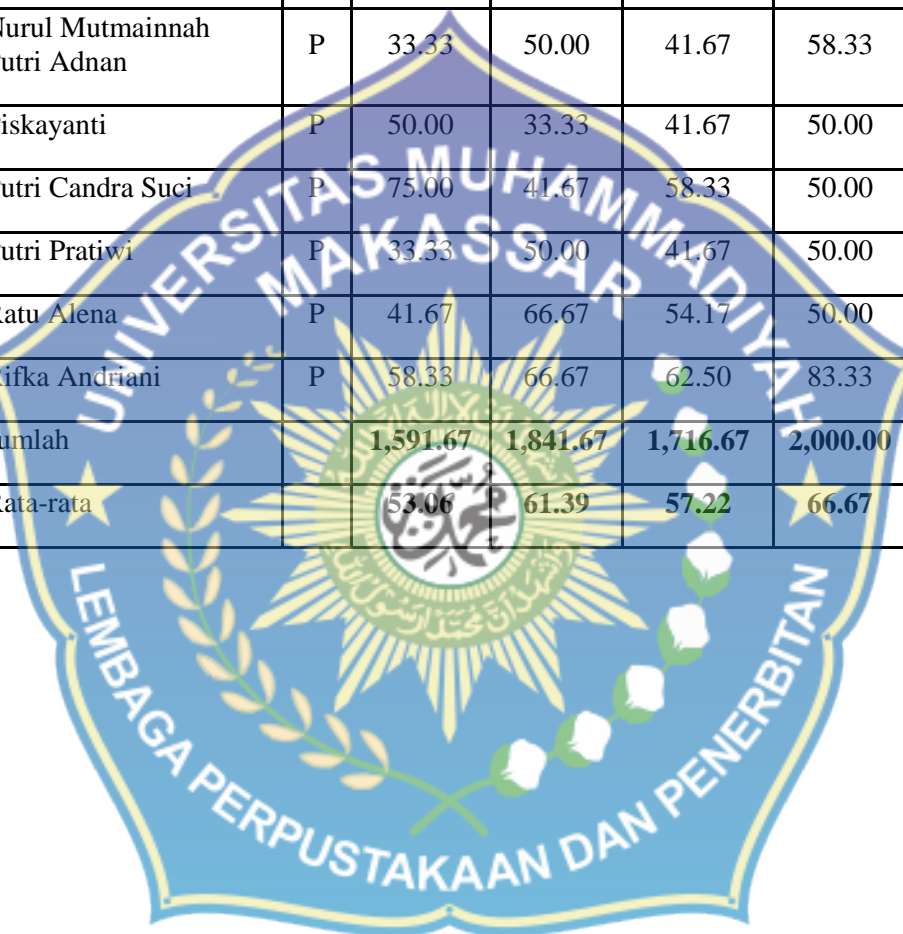 Nurul Mutmainnah
Putri Adnan P 33.33 50.00 41.67 58.33
Piskayanti P 50.00 33.33 41.67 50.00
Putri Candra Suci P 75.00 41.67 58.33 50.00
Putri Pratiwi P 33.33 50.00 41.67 50.00
Ratu Alena P 41.67 66.67 54.17 50.00
Rifka Andriani P 58.33 66.67 62.50 83.33
Jumlah 1,591.67 1,841.67 1,716.67 2,000.00
Rata-rata 53.06 61.39 57.22 66.67
UNIVERSITAS MUHAMMADIYAH
MAKASSAR
LEMBAGA PERPUSTAKAAN DAN PENERBITAN